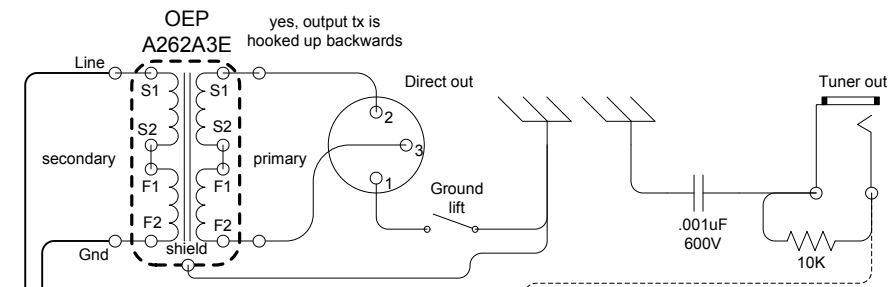 OEP
A262A3E
yes, output tx is
hooked up backwards
Line
S1
S1
S2
S2
secondary
primary
F1
F1
F2
F2
Gnd
shield
Direct out
2
3
1
Ground
lift
.001uF
600V
Tuner out
10K